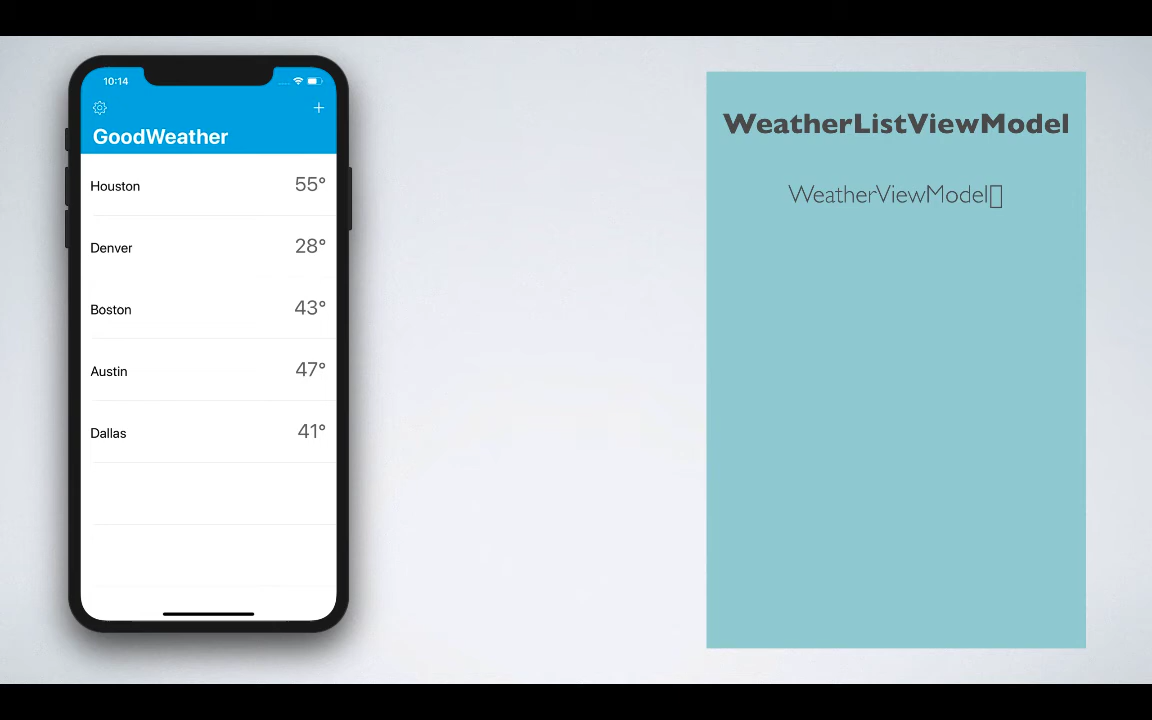 10:14
+
GoodWeather
Houston 55°
Denver 28°
Boston 43°
Austin 47°
Dallas 41°
WeatherListViewModel
WeatherViewModel[]